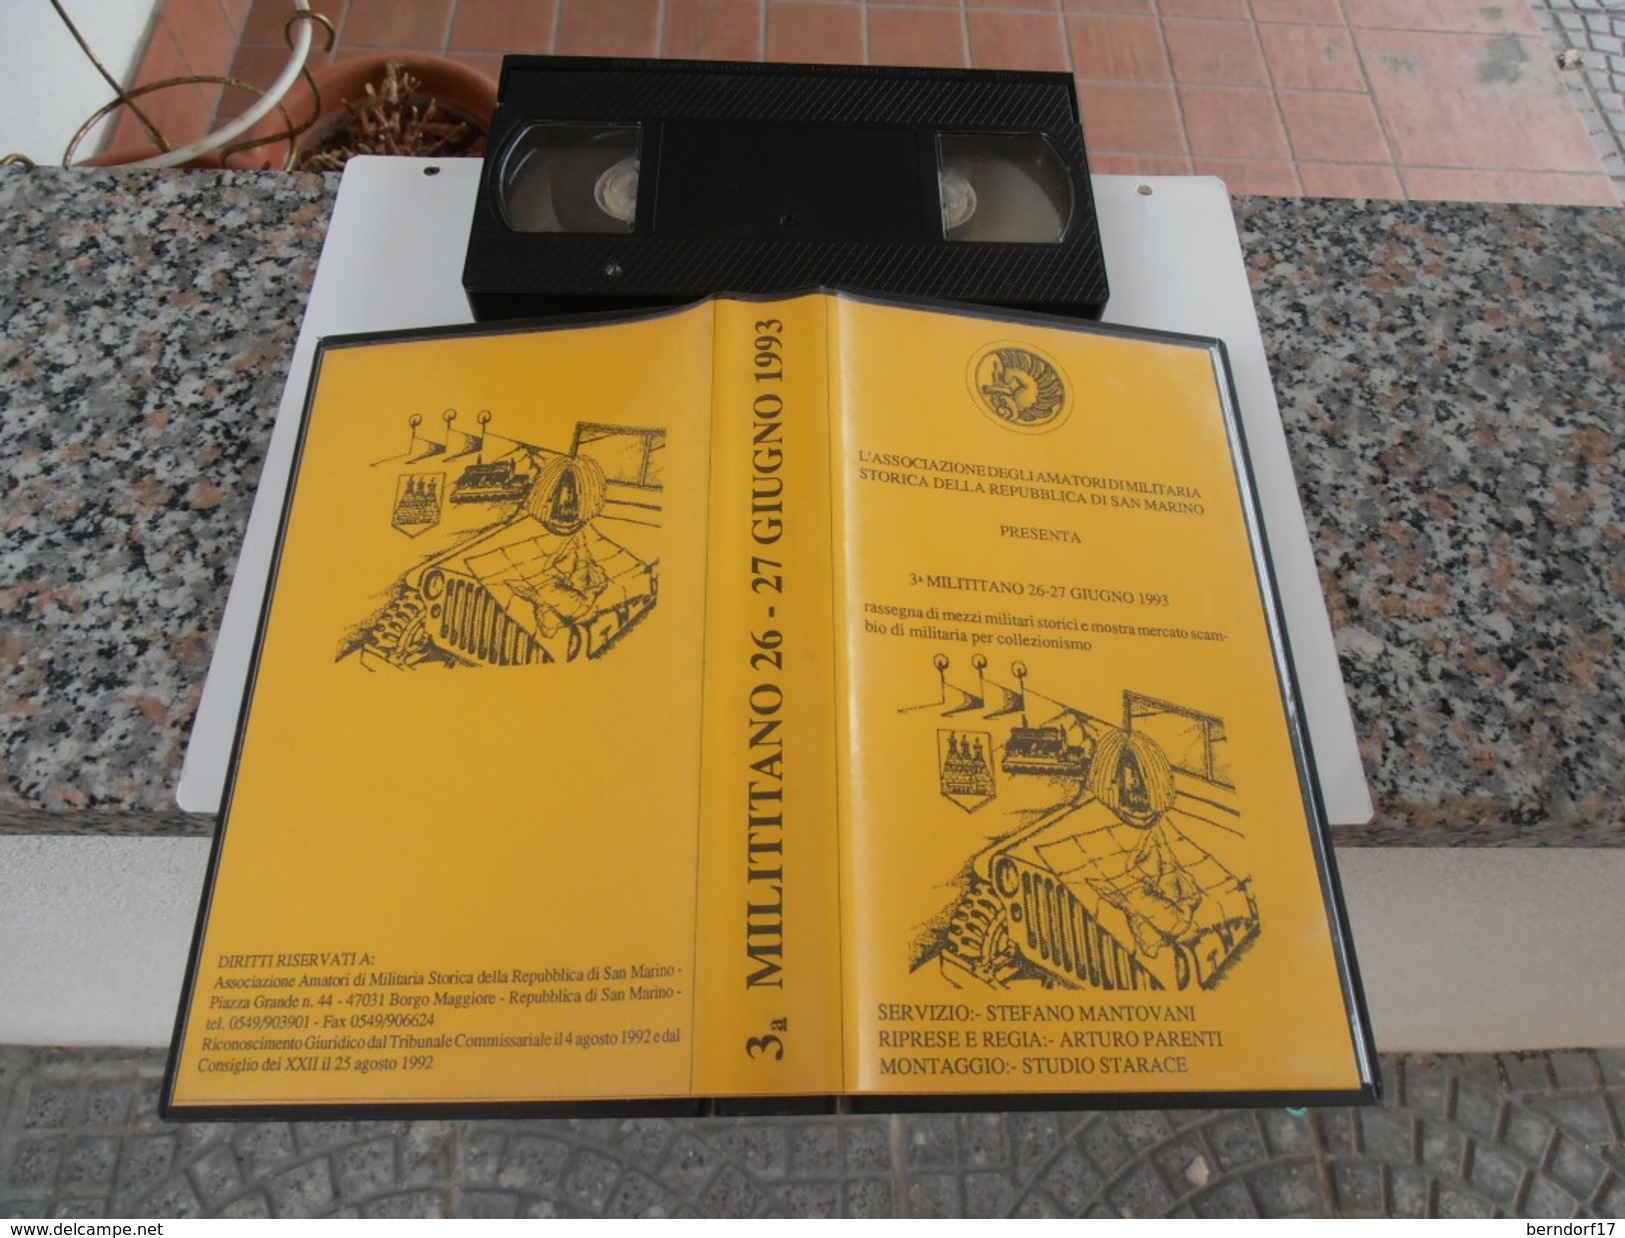 3ª MILITITANO 26 - 27 GIUGNO 1993
L'ASSOCIAZIONE DEGLI AMATORI DI MILITARIA
STORICA DELLA REPUBBLICA DI SAN MARINO
PRESENTA
3ª MILITITANO 26-27 GIUGNO 1993
rassegna di mezzi militari storici e mostra mercato scam-
bio di militaria per collezionismo
SERVIZIO:- STEFANO MANTOVANI
RIPRESE E REGIA:- ARTURO PARENTI
MONTAGGIO:- STUDIO STARACE
DIRITTI RISERVATI A:
Associazione Amatori di Militaria Storica della Repubblica di San Marino -
Piazza Grande n. 44 - 47031 Borgo Maggiore - Repubblica di San Marino -
tel. 0549/903901 - Fax 0549/906624
Riconoscimento Giuridico dal Tribunale Commissariale il 4 agosto 1992 e dal
Consiglio dei XXII il 25 agosto 1992
www.delcampe.net
berndorf17